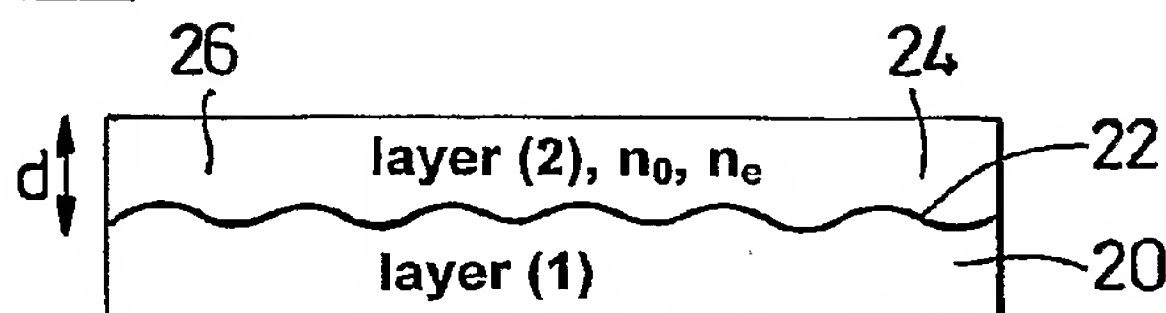 26 24
d layer (2), n₀, nₑ 22
layer (1) 20